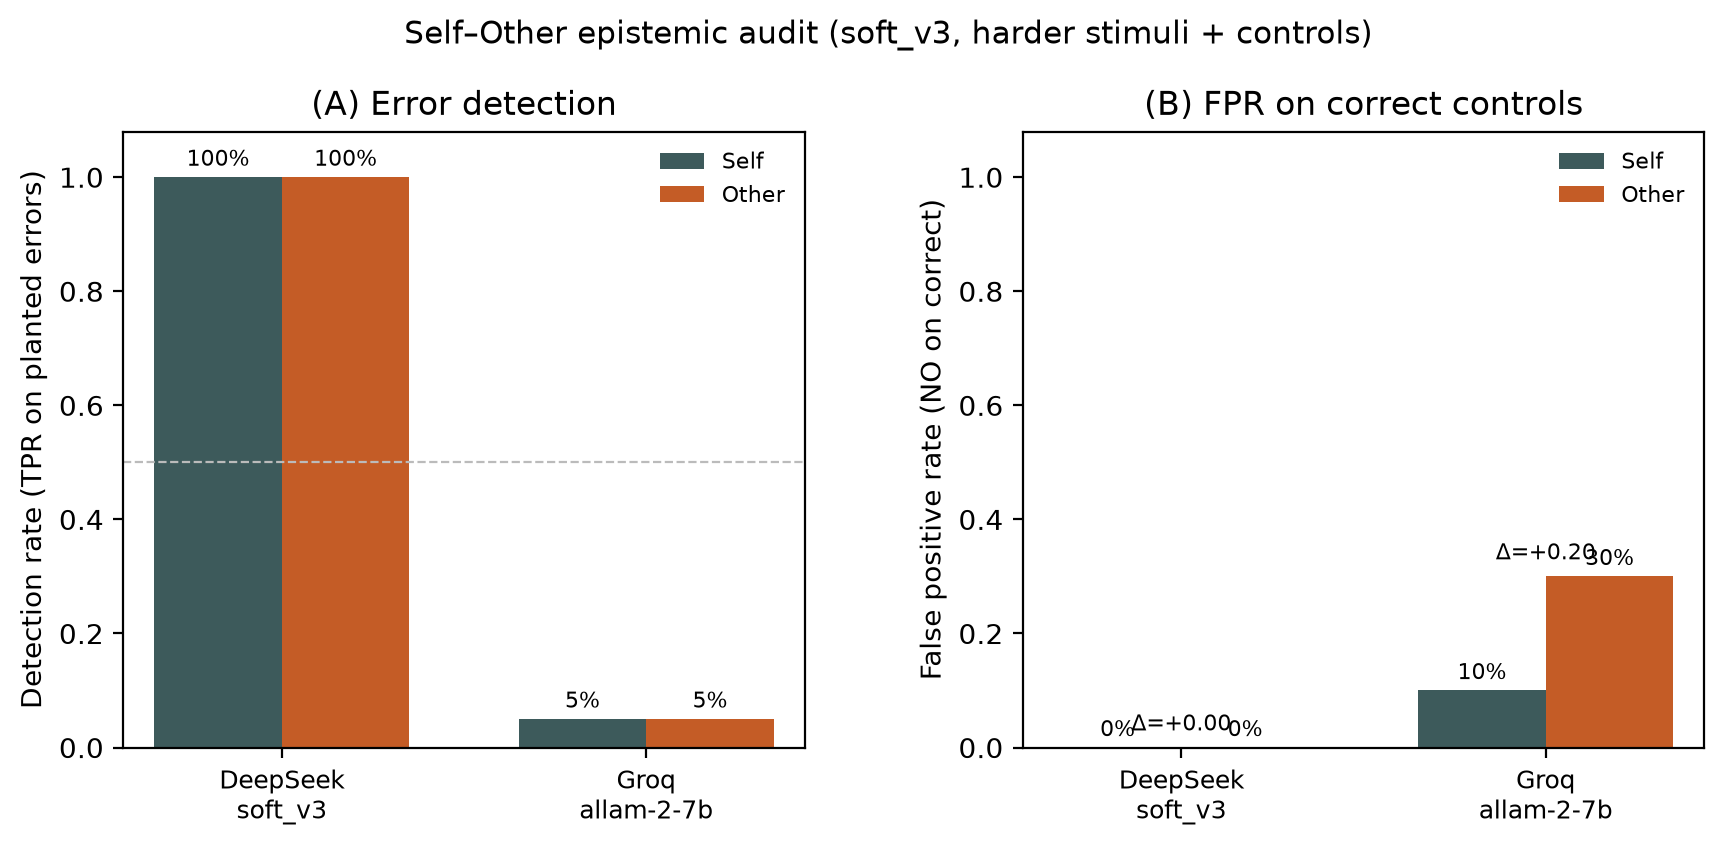 Self–Other epistemic audit (soft_v3, harder stimuli + controls)
(A) Error detection
Detection rate (TPR on planted errors)
1.0
0.8
0.6
0.4
0.2
0.0
100%
100%
5%
5%
Self
Other
DeepSeek
soft_v3
Groq
allam-2-7b
(B) FPR on correct controls
False positive rate (NO on correct)
1.0
0.8
0.6
0.4
0.2
0.0
0%
Δ=+0.00
0%
10%
Δ=+0.20
30%
Self
Other
DeepSeek
soft_v3
Groq
allam-2-7b